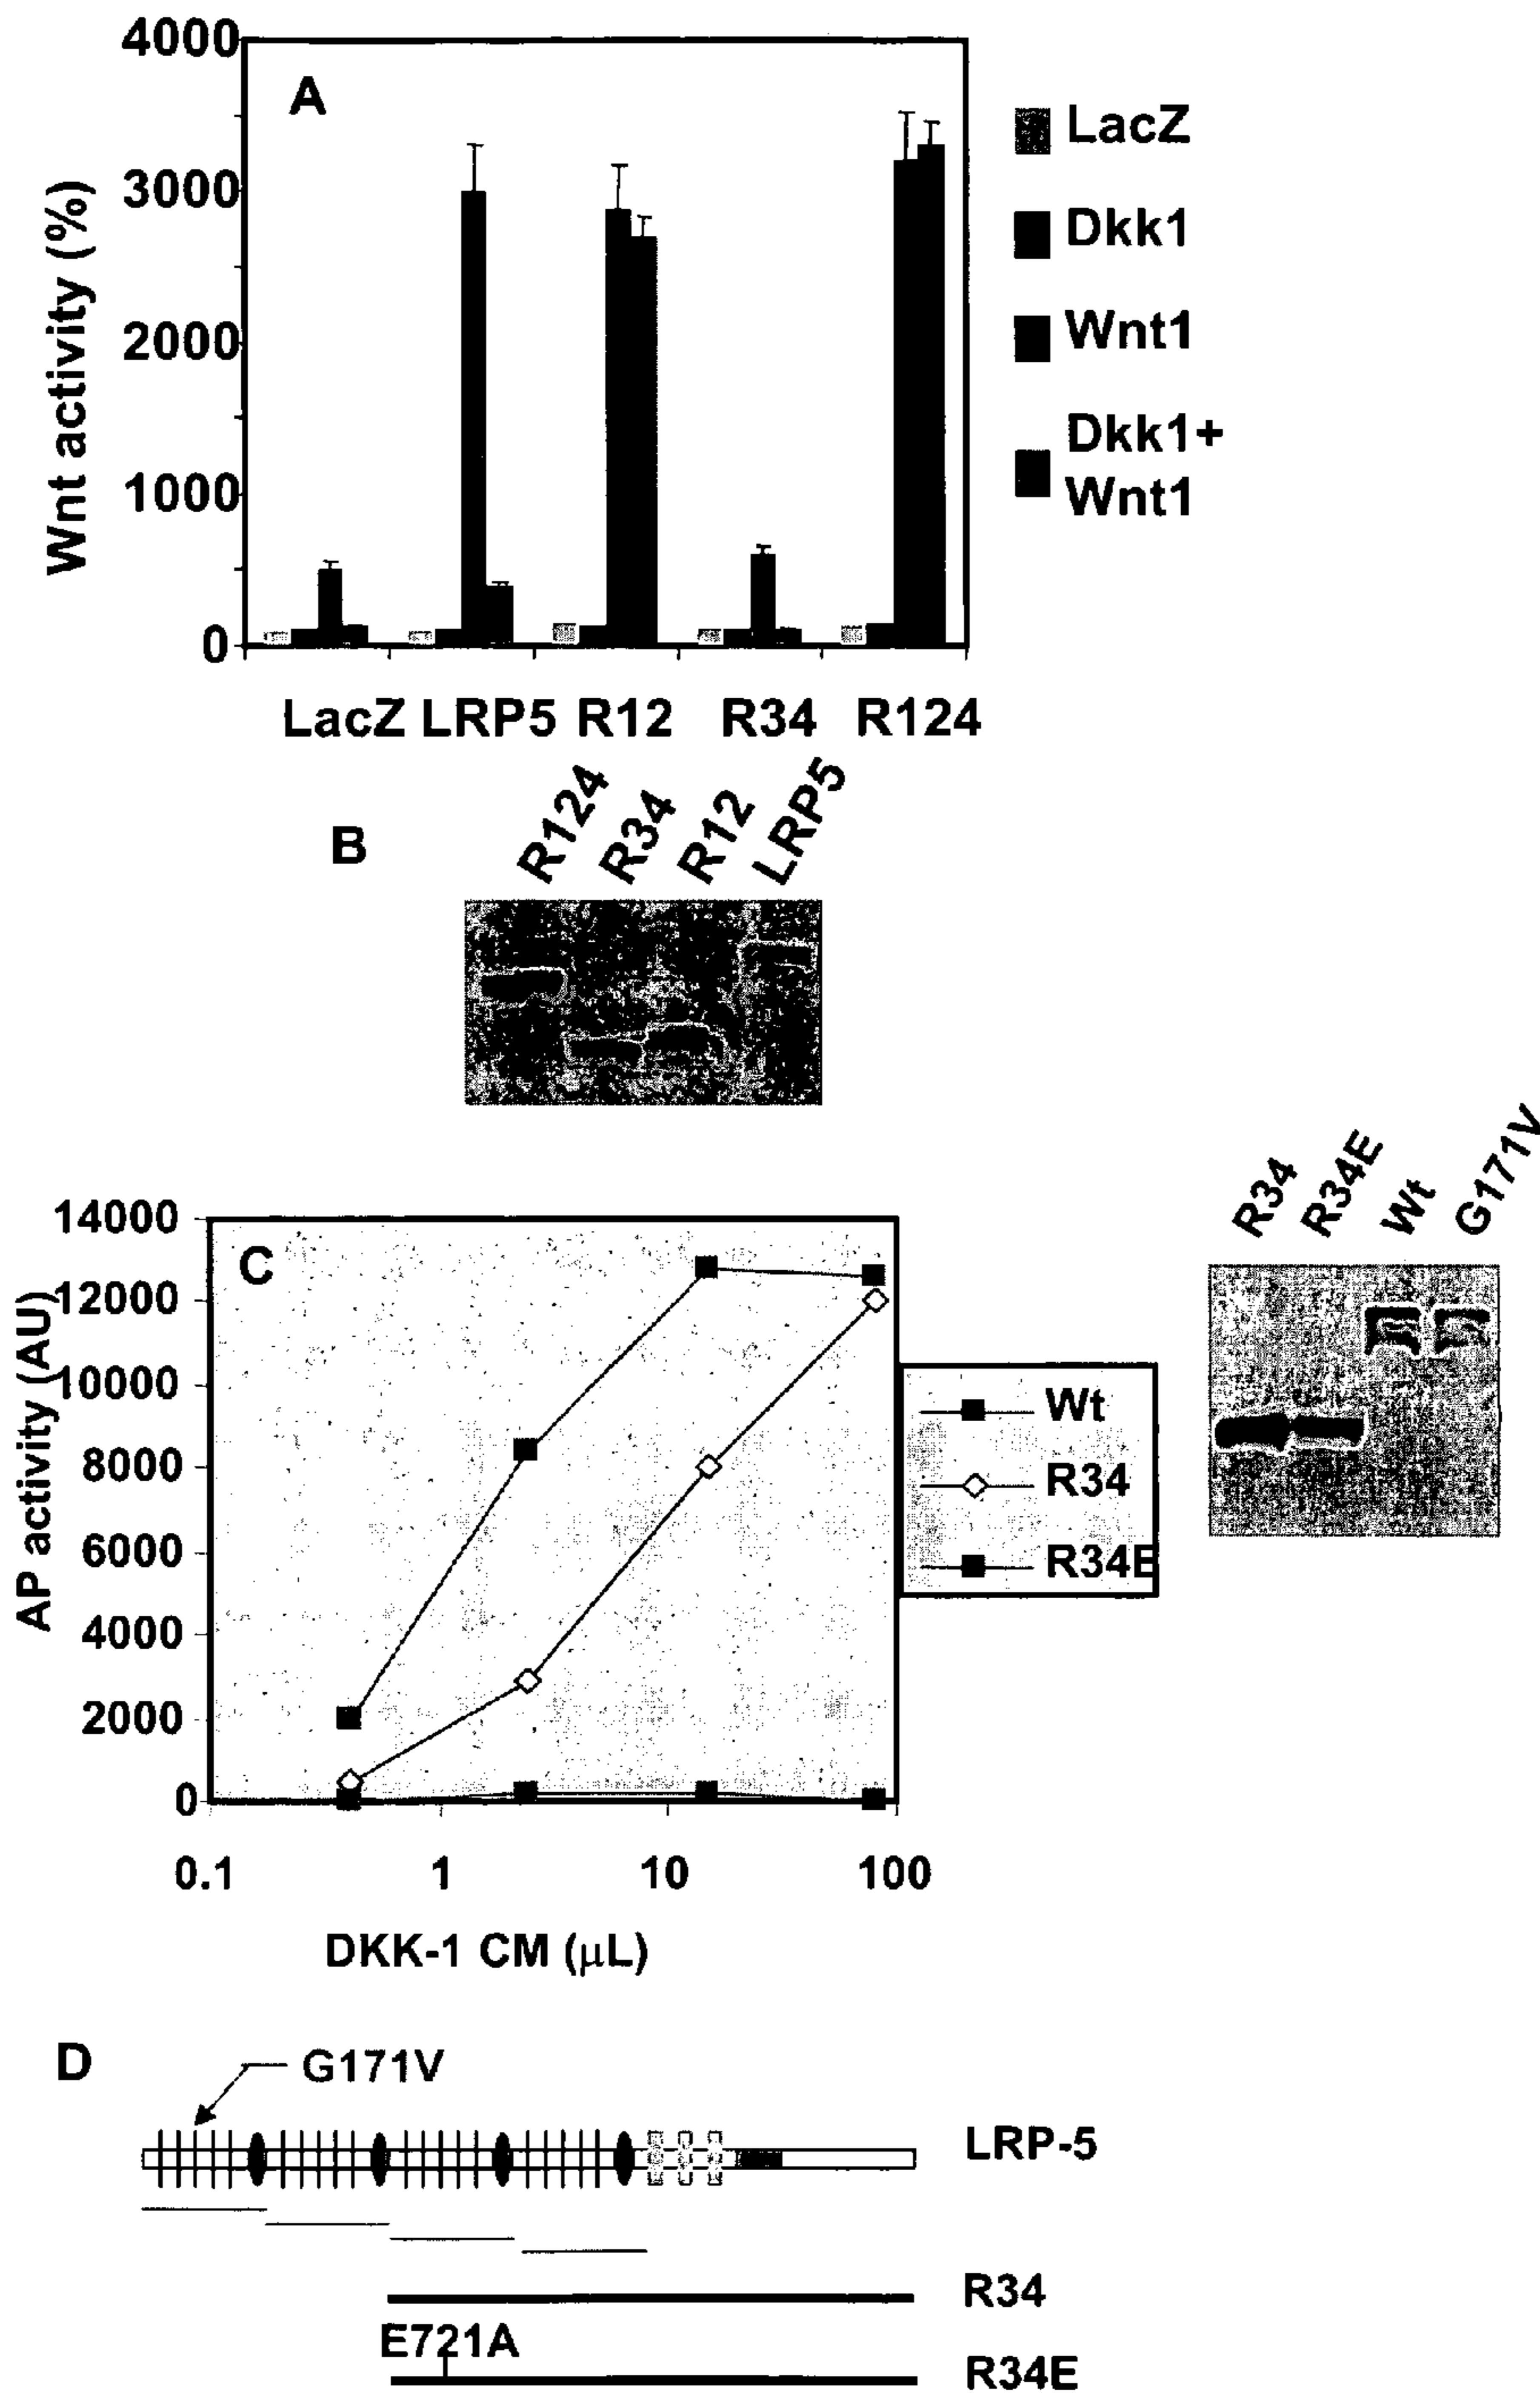 4000
3000
2000
1000
0
Wnt activity (%)
A
LacZ
Dkk1
Wnt1
Dkk1+
Wnt1
LacZ LRP5 R12 R34 R124
B
R124 R34 R12 LRP5
14000
12000
10000
8000
6000
4000
2000
0
AP activity (AU)
C
Wt
R34
R34E
0.1 1 10 100
DKK-1 CM (μL)
R34 R34E Wt G171V
D
G171V
LRP-5
R34
E721A
R34E